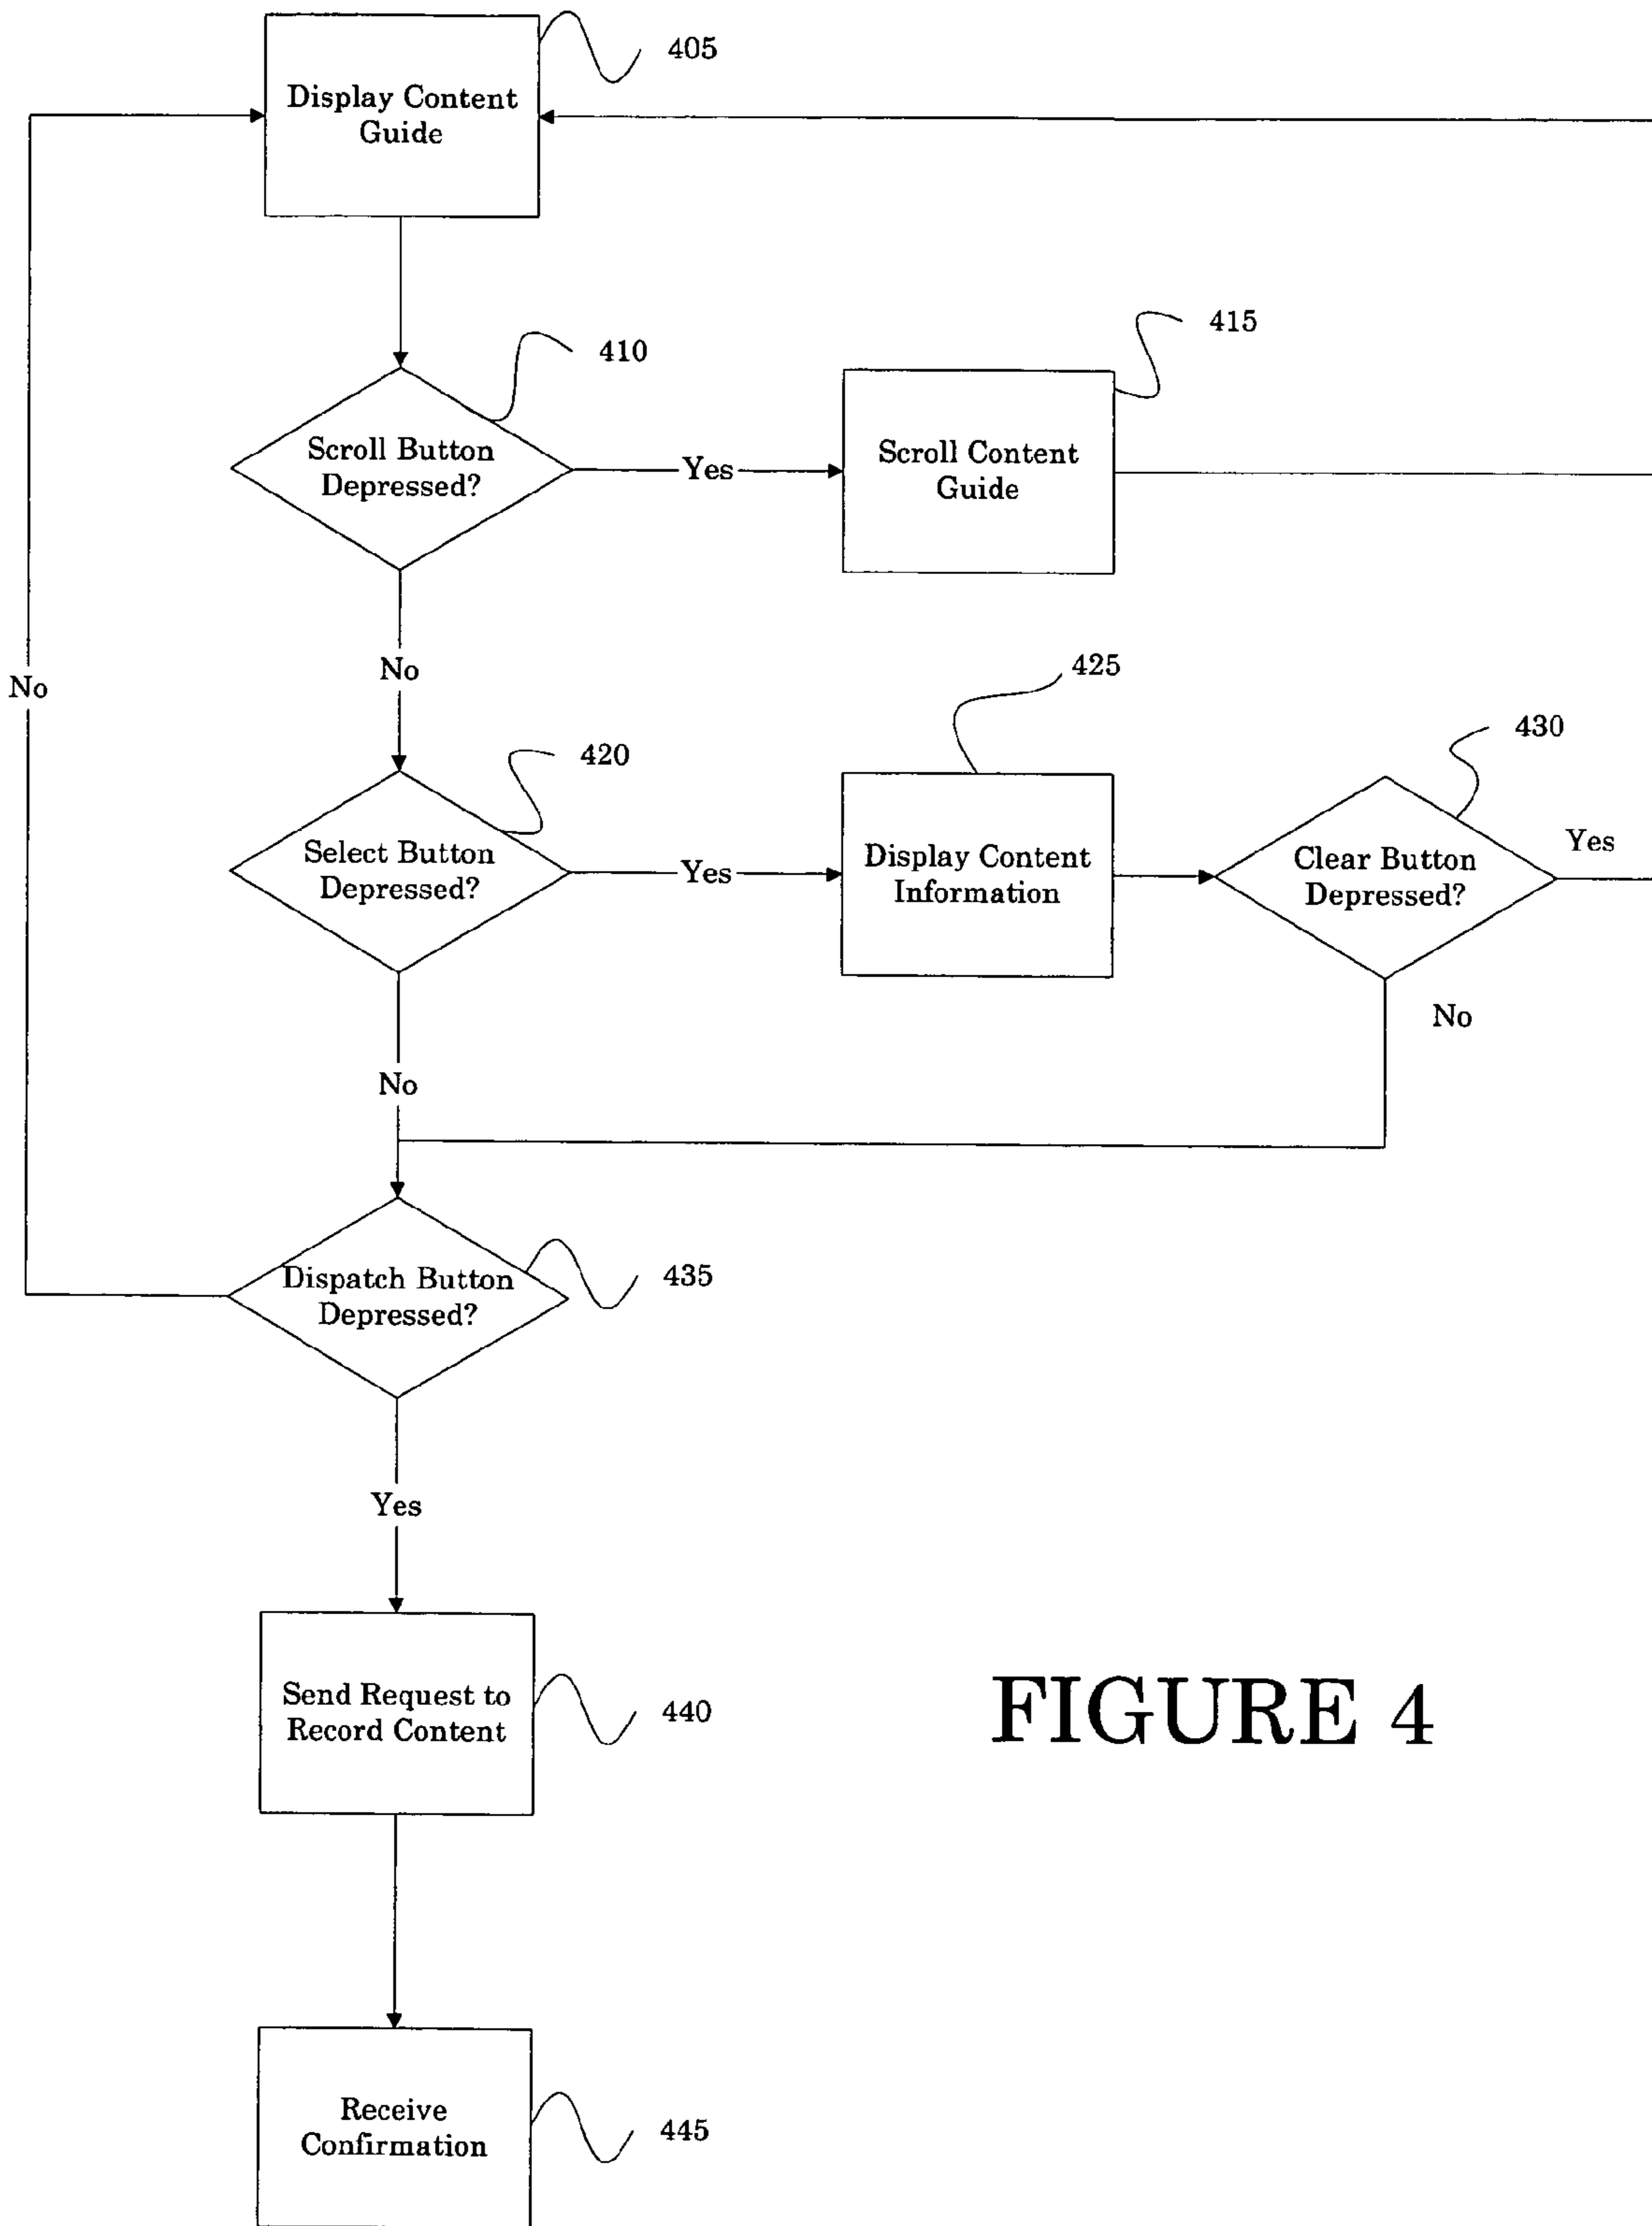 405
Display Content
Guide
410
415
Scroll Button
Depressed?
Yes
Scroll Content
Guide
No
No
420
425
430
Select Button
Depressed?
Yes
Display Content
Information
Clear Button
Depressed?
Yes
No
No
435
Dispatch Button
Depressed?
Yes
440
Send Request to
Record Content
FIGURE 4
445
Receive
Confirmation